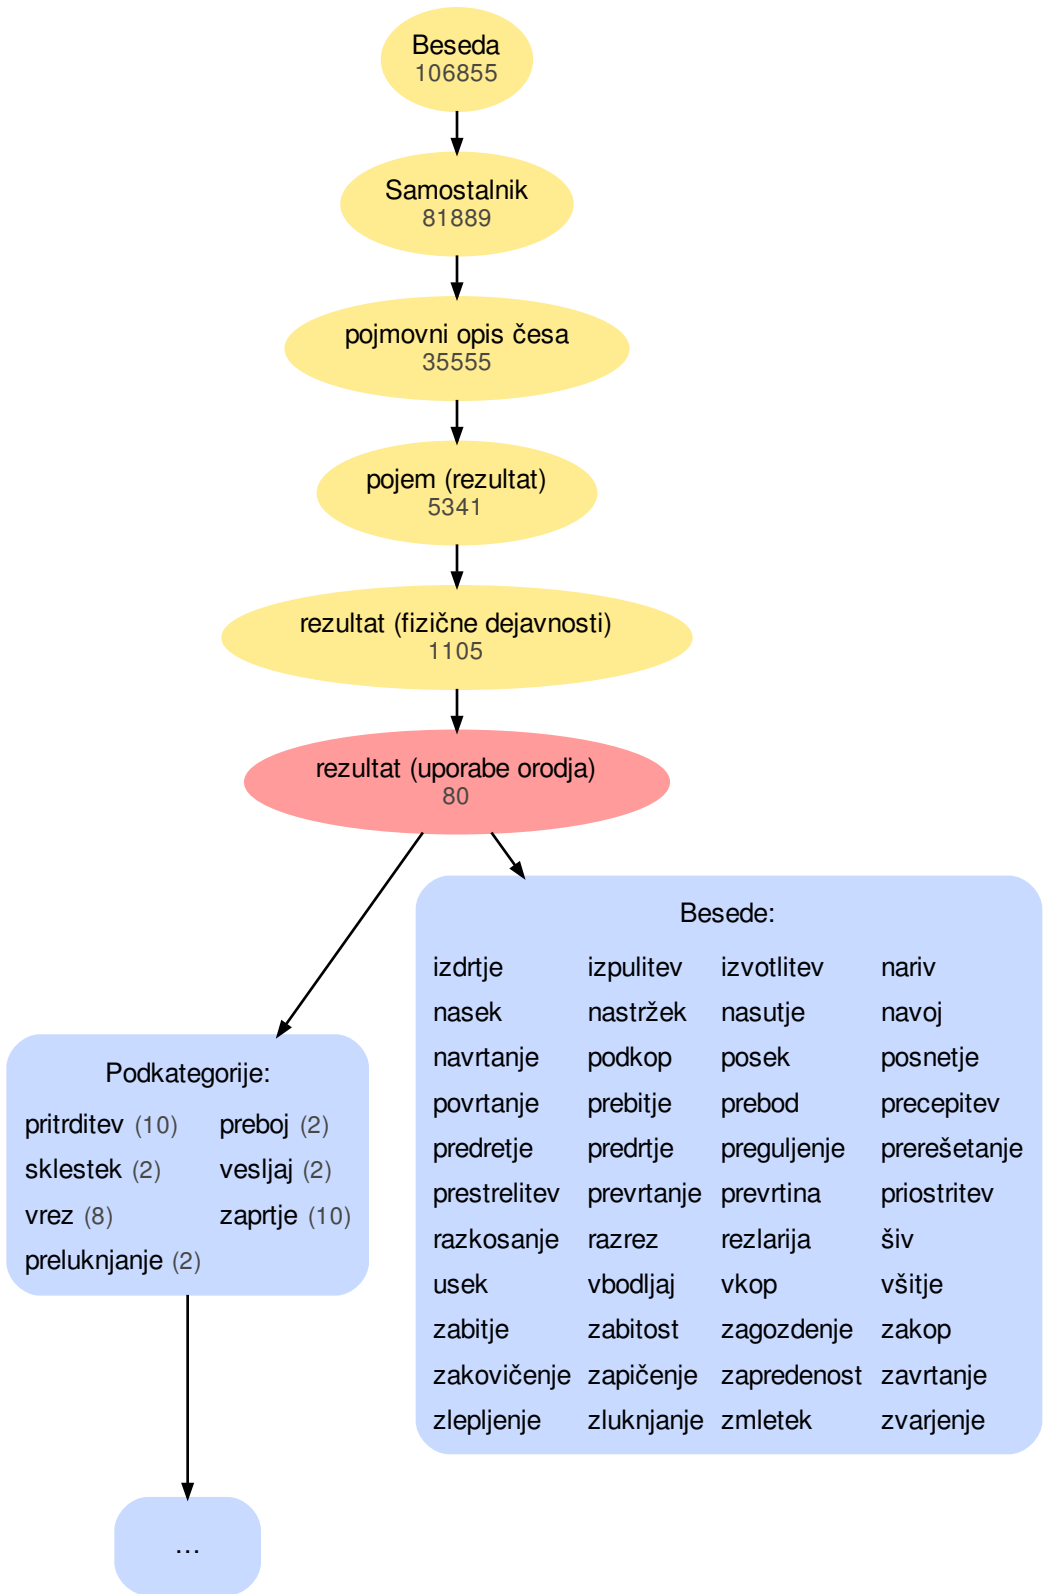 Beseda
106855
Samostalnik
81889
pojmovni opis česa
35555
pojem (rezultat)
5341
rezultat (fizične dejavnosti)
1105
rezultat (uporabe orodja)
80
Besede:
izdrtje izpulitev izvotlitev nariv
nasek nastržek nasutje navoj
navrtanje podkop posek posnetje
povrtanje prebitje prebod precepitev
predretje predrtje preguljenje prerešetanje
prestrelitev prevrtanje prevrtina priostritev
razkosanje razrez rezlarija šiv
usek vbodljaj vkop všitje
zabitje zabitost zagozdenje zakop
zakovičenje zapičenje zapredenost zavrtanje
zlepljenje zluknjanje zmletek zvarjenje
Podkategorije:
pritrditev (10) preboj (2)
sklestek (2) vesljaj (2)
vrez (8) zaprtje (10)
preluknjanje (2)
…